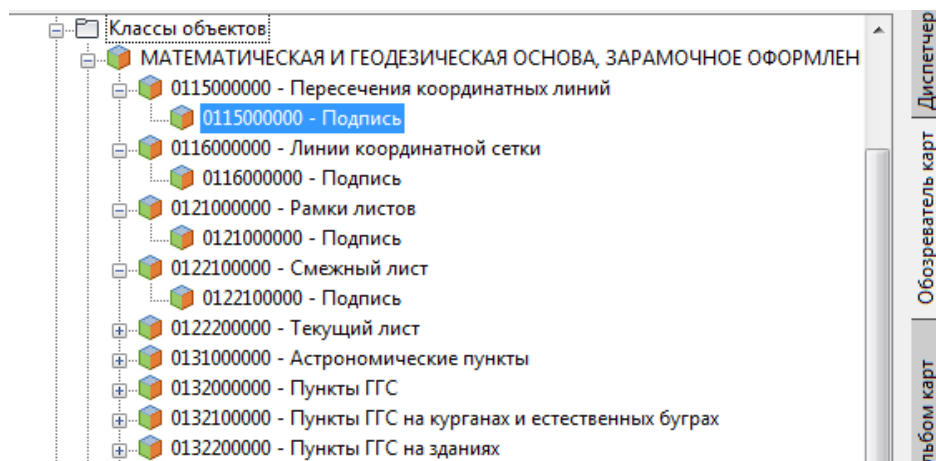 Классы объектов
МАТЕМАТИЧЕСКАЯ И ГЕОДЕЗИЧЕСКАЯ ОСНОВА, ЗАРАМОЧНОЕ ОФОРМЛЕН
0115000000 - Пересечения координатных линий
0115000000 - Подпись
0116000000 - Линии координатной сетки
0116000000 - Подпись
0121000000 - Рамки листов
0121000000 - Подпись
0122100000 - Смежный лист
0122100000 - Подпись
0122200000 - Текущий лист
0131000000 - Астрономические пункты
0132000000 - Пункты ГГС
0132100000 - Пункты ГГС на курганах и естественных буграх
0132200000 - Пункты ГГС на зданиях
Диспетчер
Обозреватель карт
льбом карт